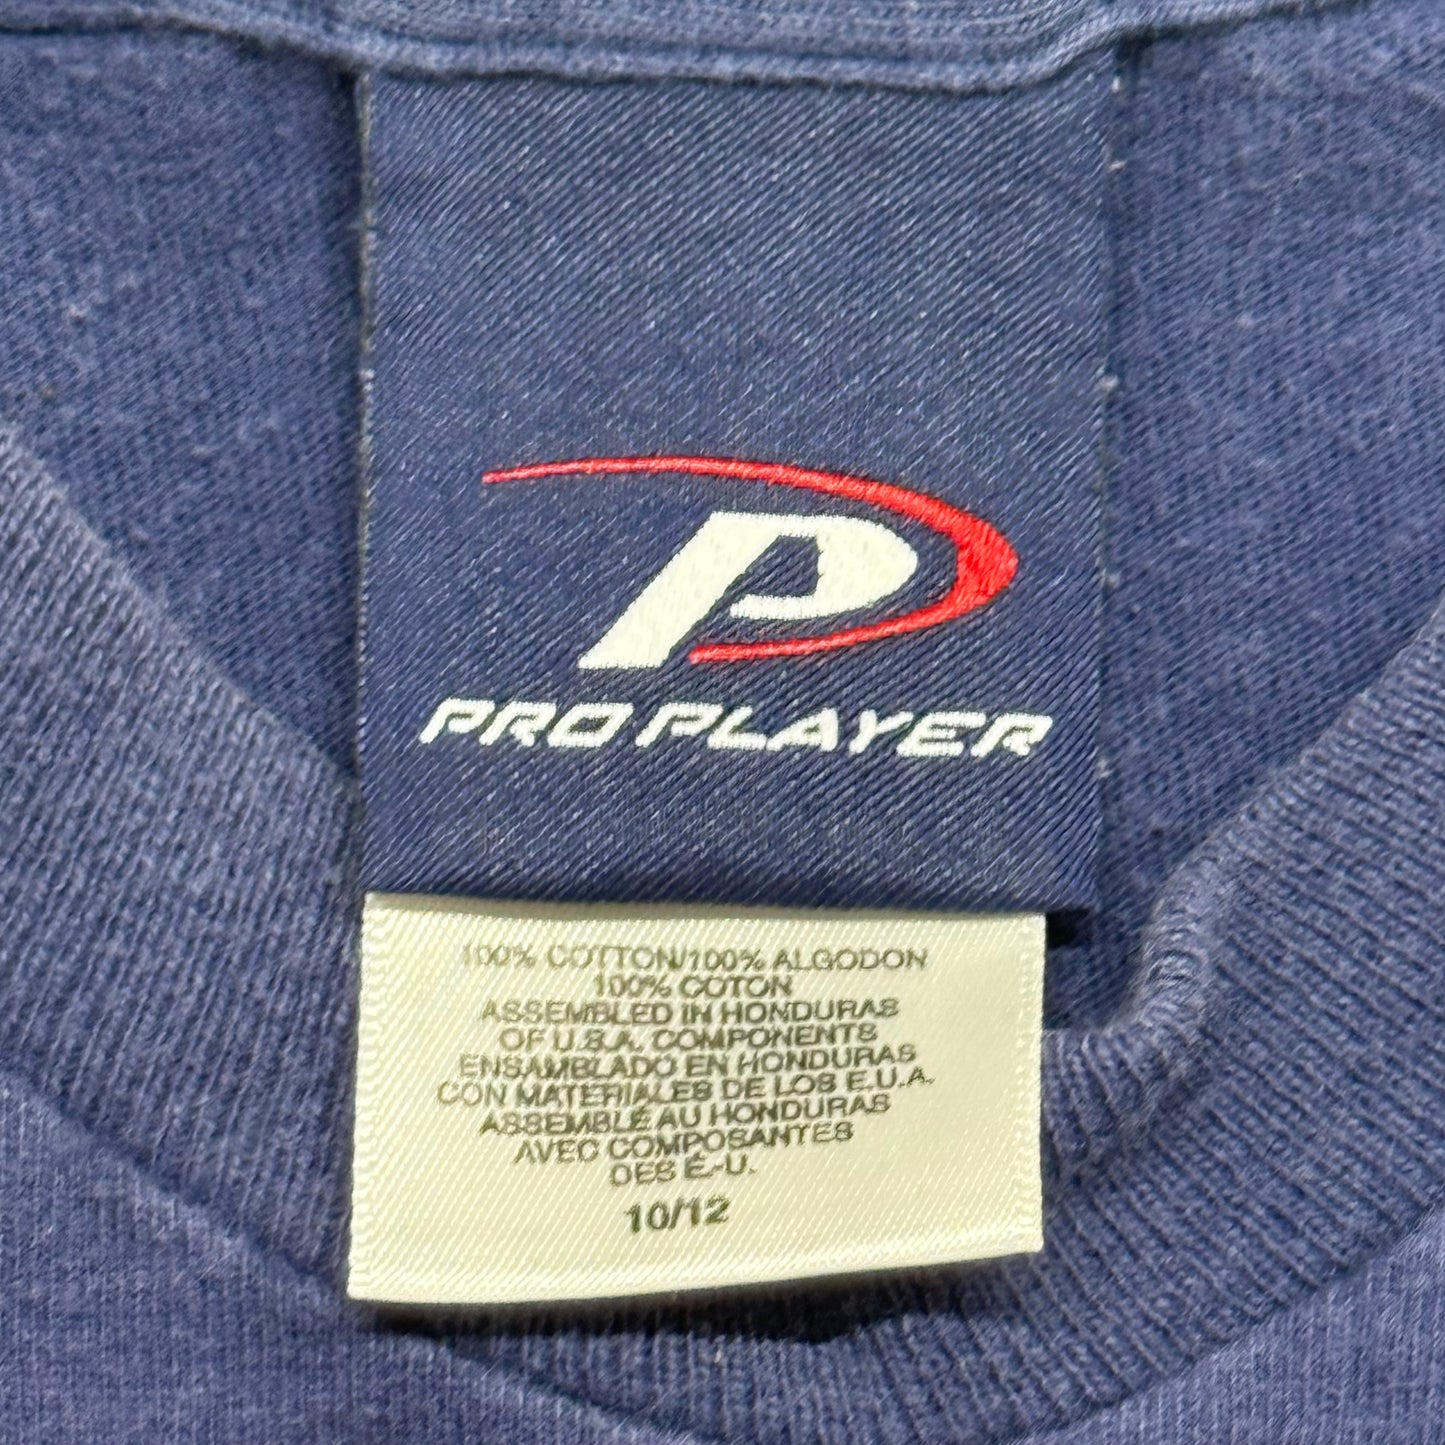 P
PRO PLAYER
100% COTTON/100% ALGODON
100% COTON
ASSEMBLED IN HONDURAS
OF U.S.A. COMPONENTS
ENSAMBLADO EN HONDURAS
CON MATERIALES DE LOS E.U.A.
ASSEMBLÉ AU HONDURAS
AVEC COMPOSANTES
DES É.-U.
10/12